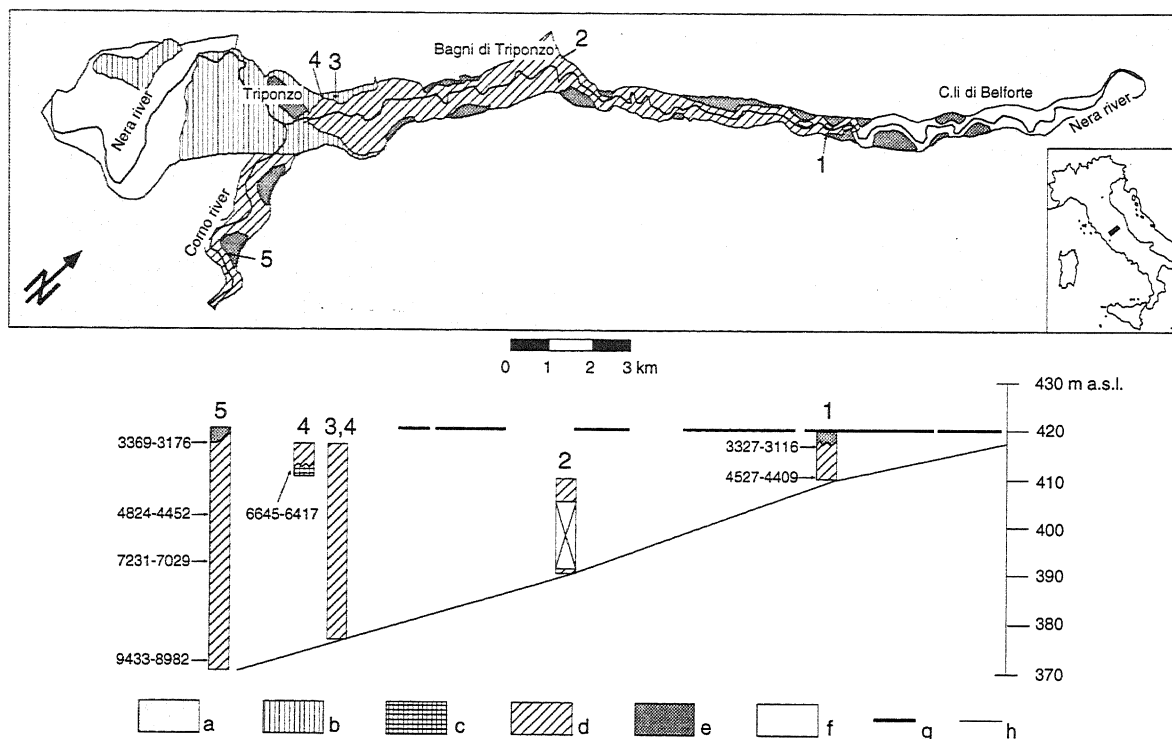 Bagni di Triponzo
2
4 3
Triponzo
C.li di Belforte
Nera river
Nera river
1
Corno river
5
N
0 1 2 3 km
430 m a.s.l.
5 4 3,4 1
3369-3176
420
3327-3116
2
4527-4409
410
4824-4452
6645-6417
400
7231-7029
390
380
9433-8982
370
a b c d e f g h